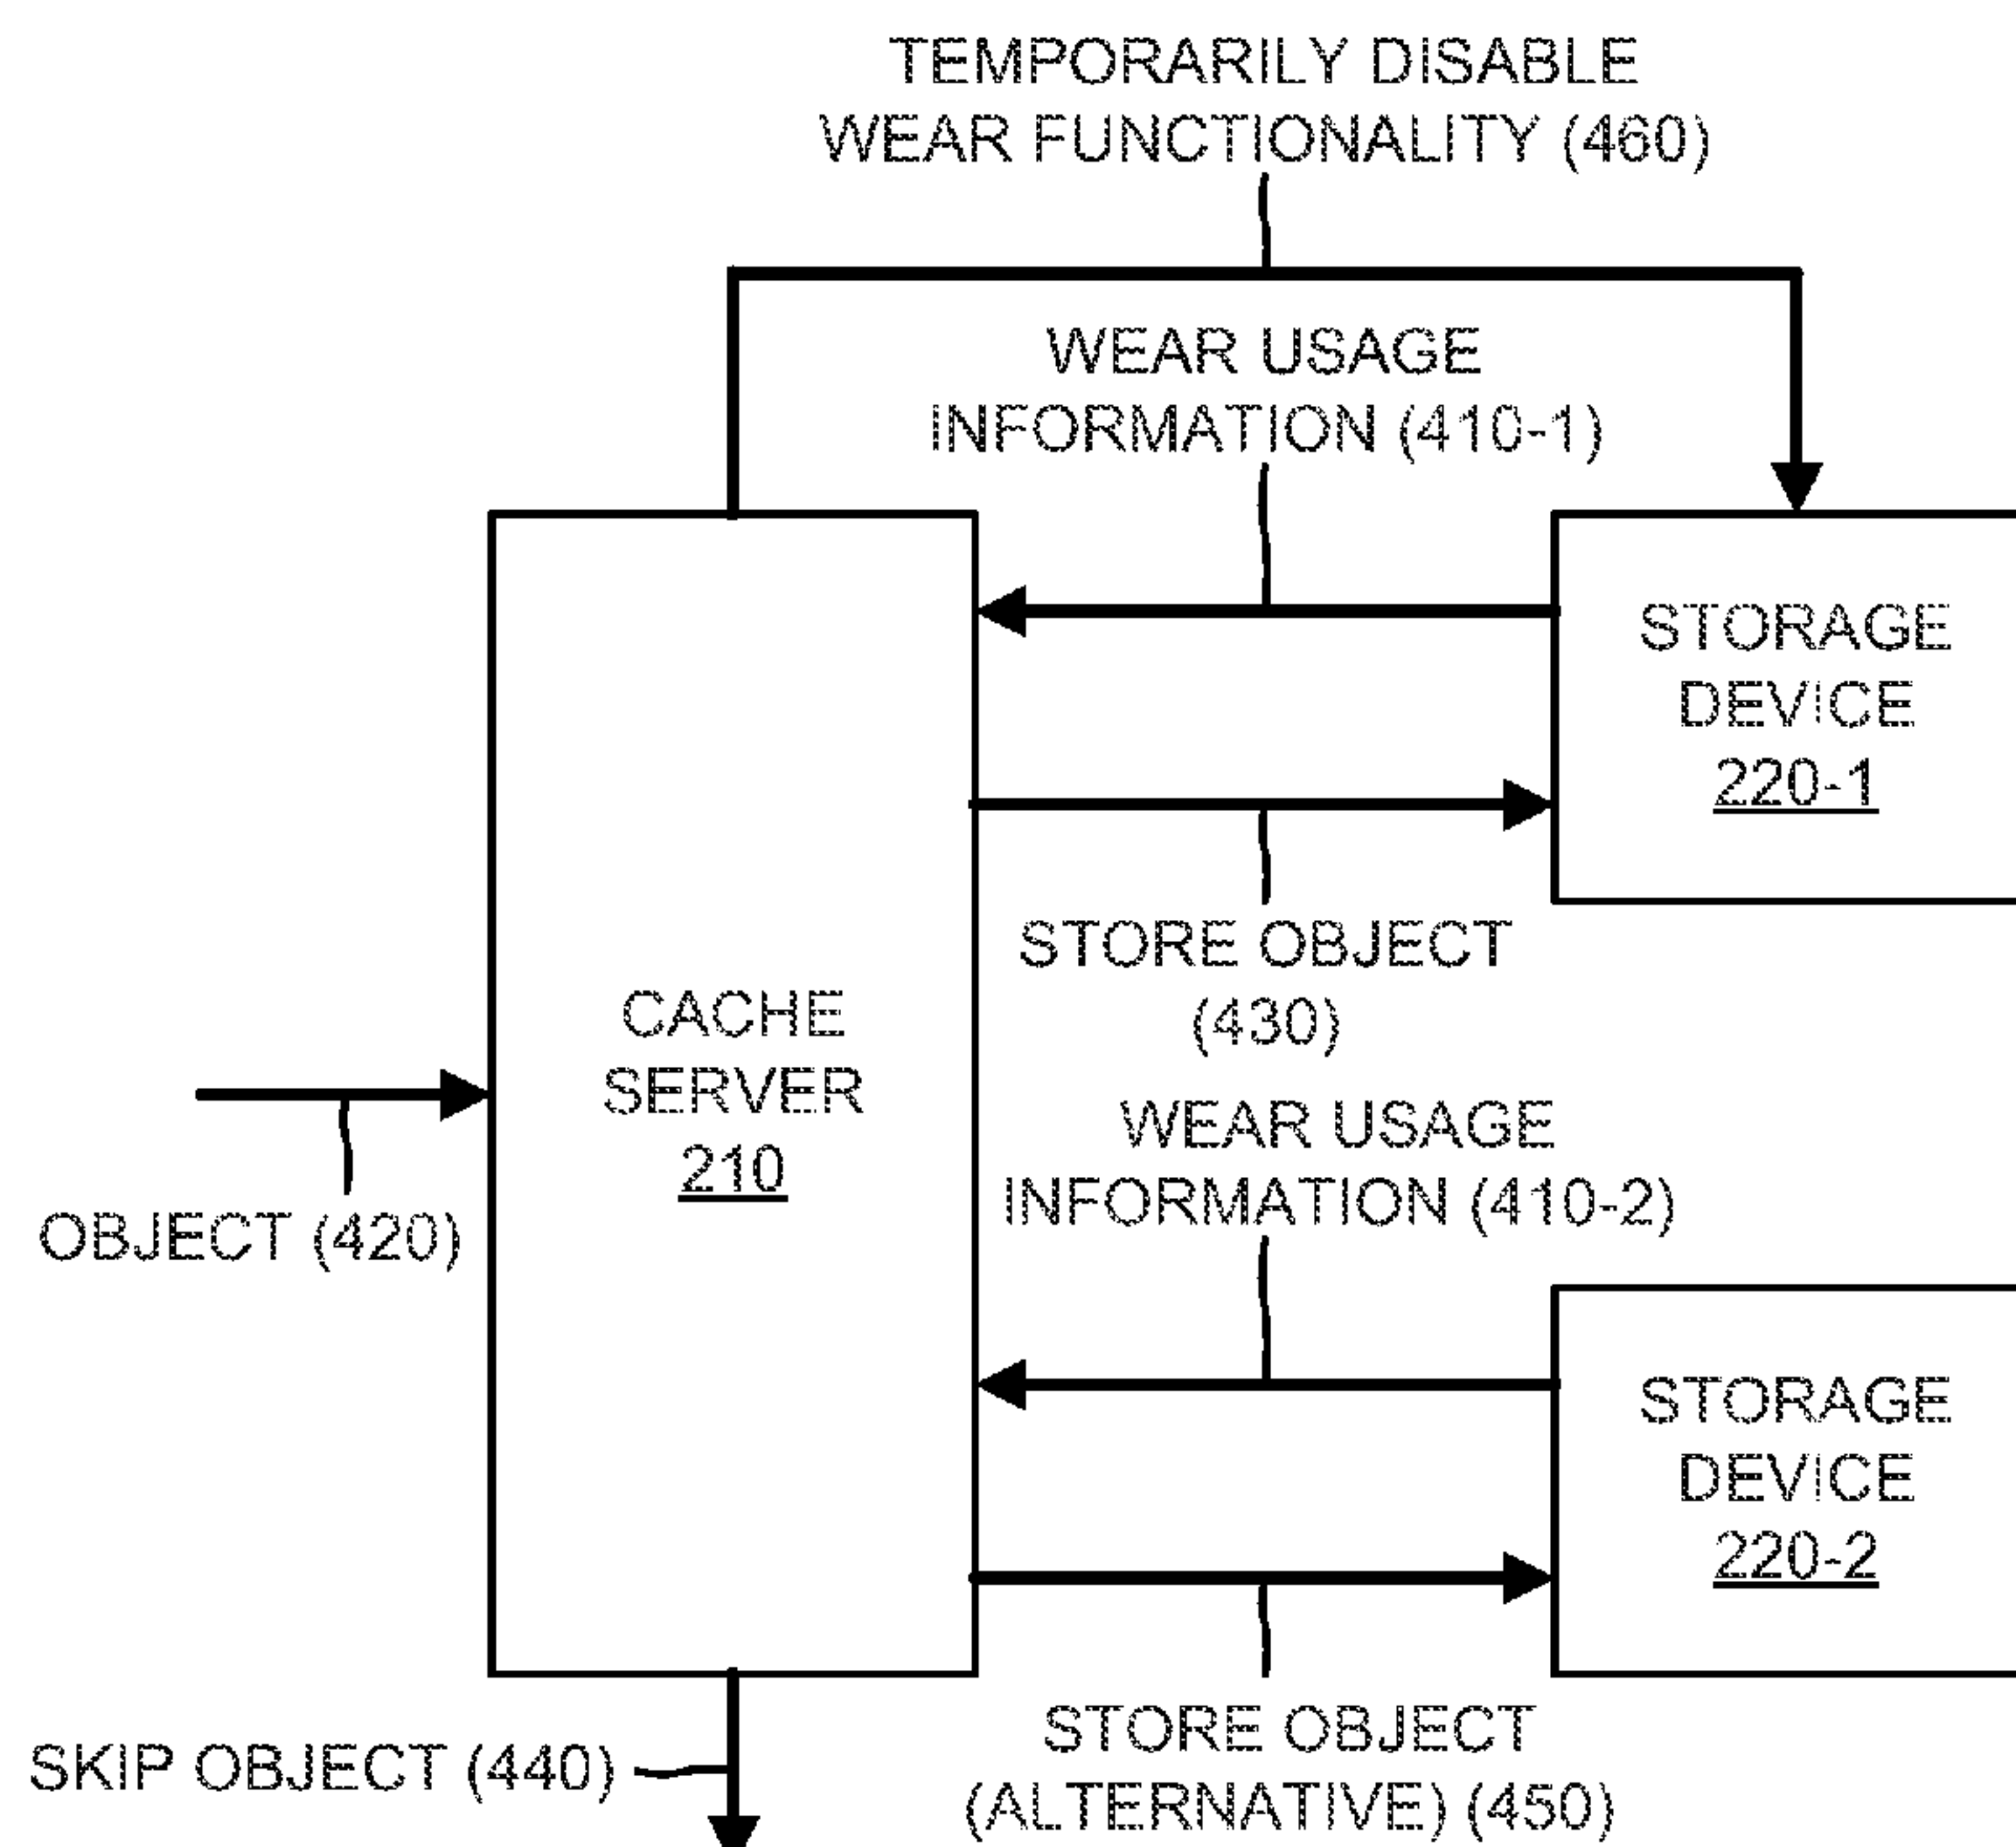 TEMPORARILY DISABLE
WEAR FUNCTIONALITY (460)
WEAR USAGE
INFORMATION (410-1)
STORAGE
DEVICE
220-1
STORE OBJECT
(430)
CACHE
SERVER
210
OBJECT (420)
WEAR USAGE
INFORMATION (410-2)
STORAGE
DEVICE
220-2
STORE OBJECT
(ALTERNATIVE) (450)
SKIP OBJECT (440)